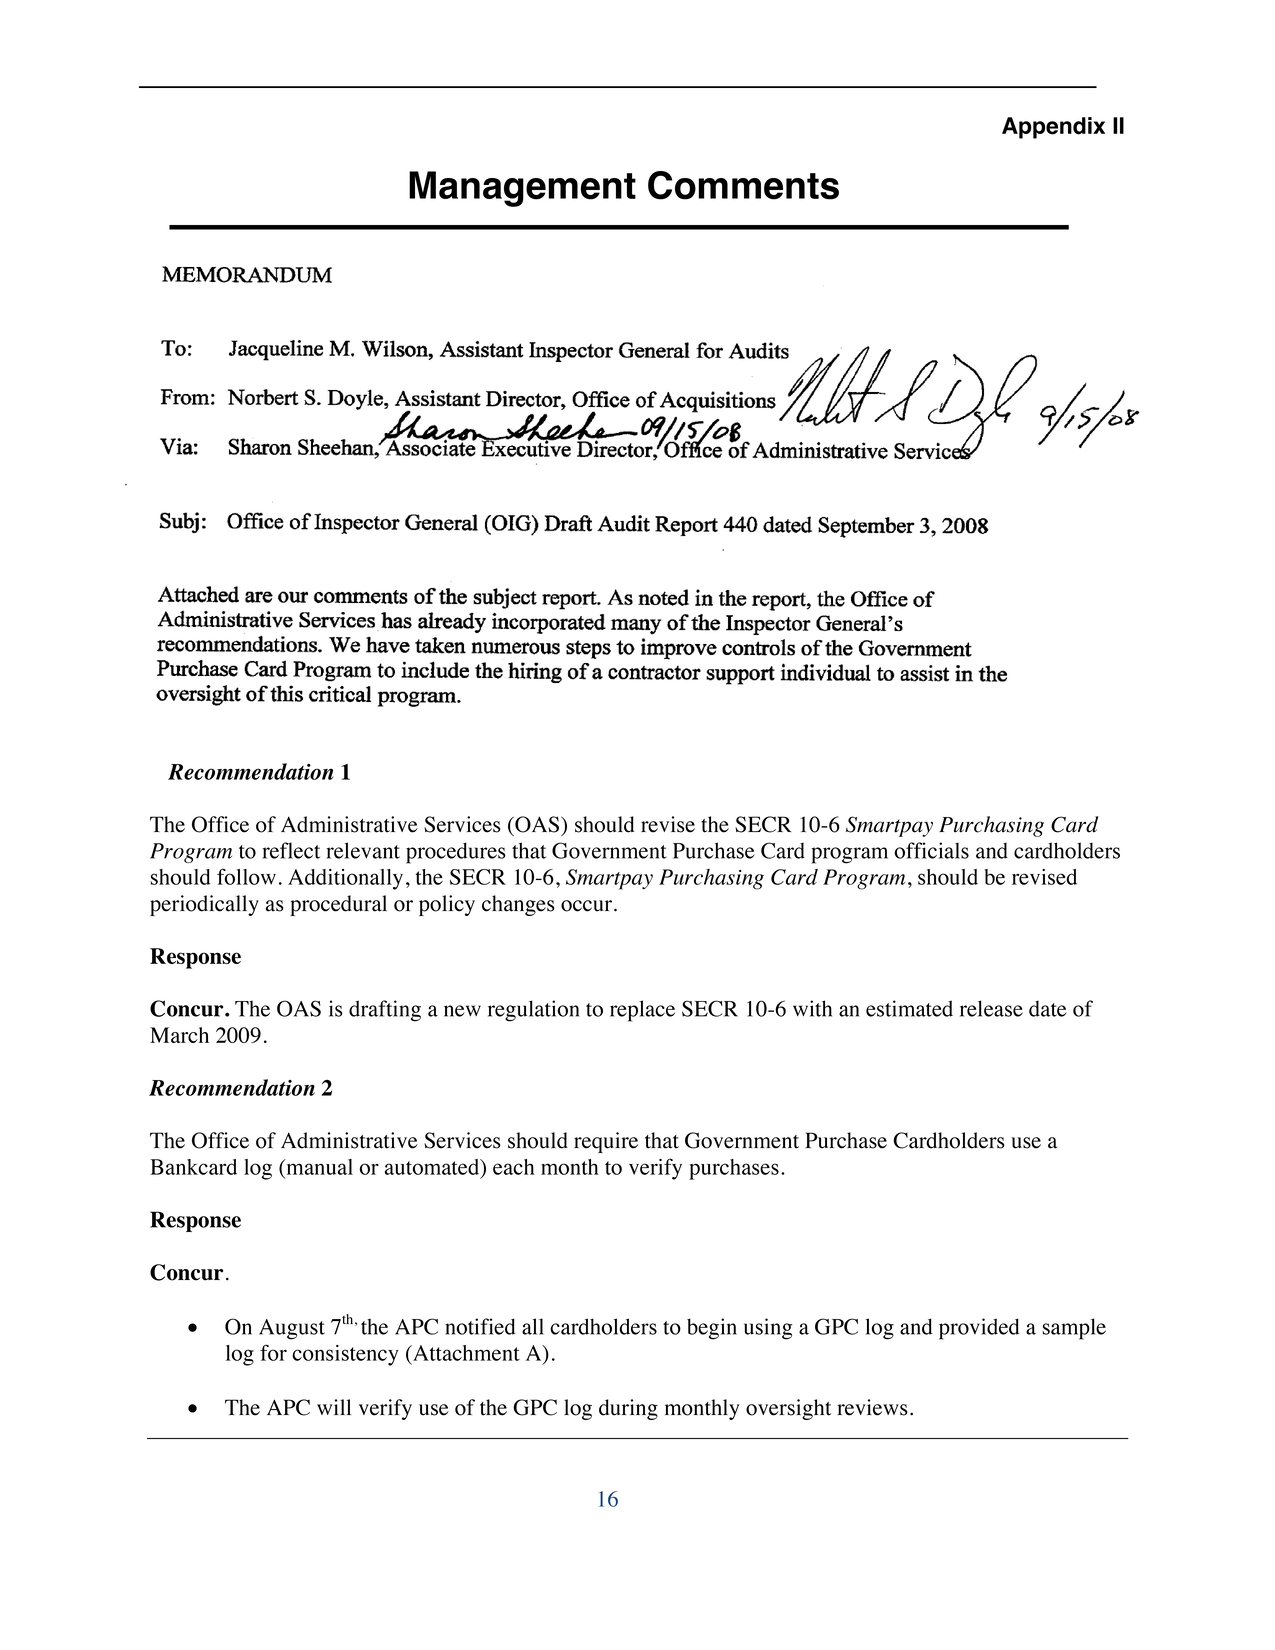 Appendix II
Management Comments
MEMORANDUM
To: Jacqueline M. Wilson, Assistant Inspector General for Audits
From: Norbert S. Doyle, Assistant Director, Office of Acquisitions
Norbert S Doyle 9/15/08
Sharon Sheehan 09/15/08
Via: Sharon Sheehan, Associate Executive Director, Office of Administrative Services
Subj: Office of Inspector General (OIG) Draft Audit Report 440 dated September 3, 2008
Attached are our comments of the subject report. As noted in the report, the Office of
Administrative Services has already incorporated many of the Inspector General's
recommendations. We have taken numerous steps to improve controls of the Government
Purchase Card Program to include the hiring of a contractor support individual to assist in the
oversight of this critical program.
Recommendation 1
The Office of Administrative Services (OAS) should revise the SECR 10-6 Smartpay Purchasing Card
Program to reflect relevant procedures that Government Purchase Card program officials and cardholders
should follow. Additionally, the SECR 10-6, Smartpay Purchasing Card Program, should be revised
periodically as procedural or policy changes occur.
Response
Concur. The OAS is drafting a new regulation to replace SECR 10-6 with an estimated release date of
March 2009.
Recommendation 2
The Office of Administrative Services should require that Government Purchase Cardholders use a
Bankcard log (manual or automated) each month to verify purchases.
Response
Concur.
• On August 7th, the APC notified all cardholders to begin using a GPC log and provided a sample
log for consistency (Attachment A).
• The APC will verify use of the GPC log during monthly oversight reviews.
16